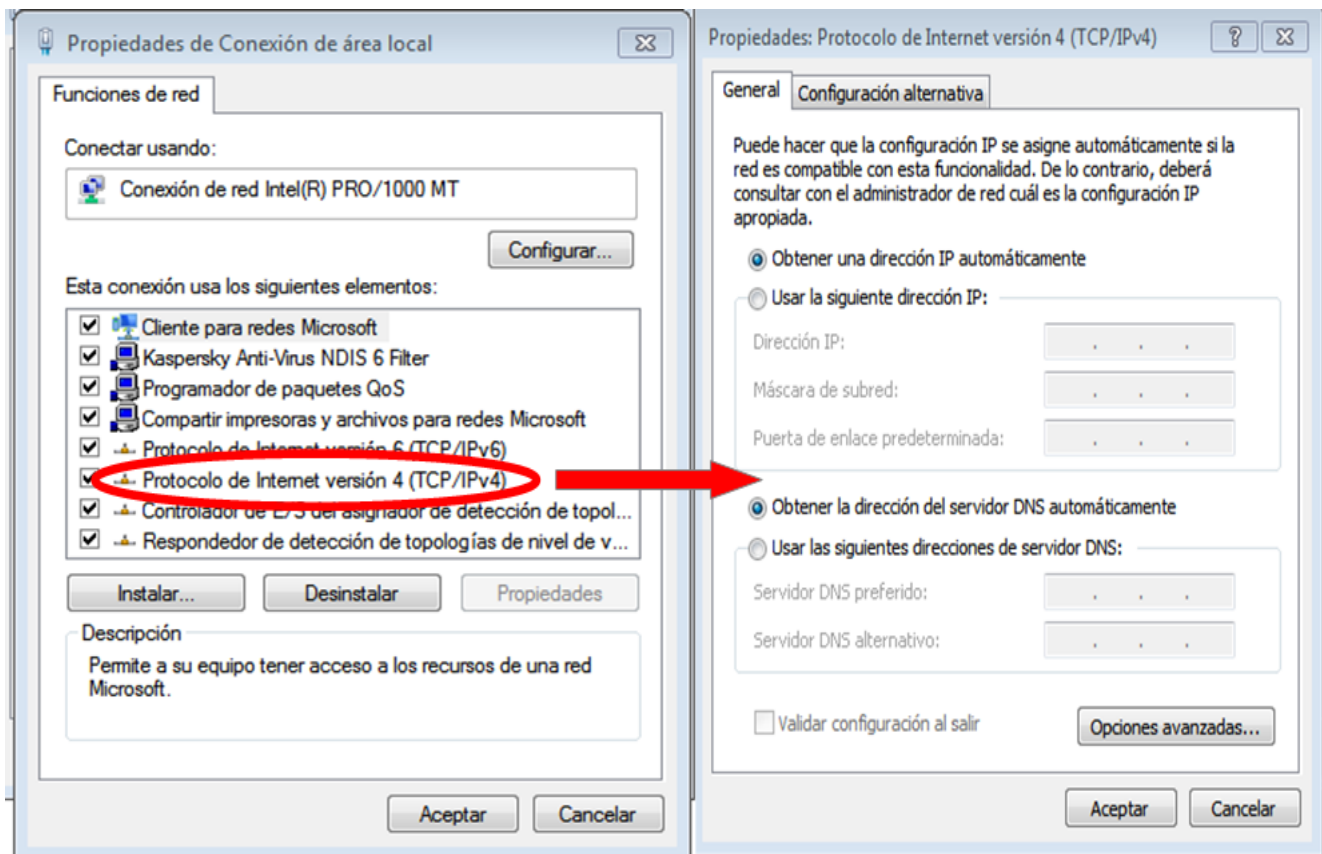 Propiedades de Conexión de área local
Funciones de red
Conectar usando:
Conexión de red Intel(R) PRO/1000 MT
Configurar...
Esta conexión usa los siguientes elementos:
Cliente para redes Microsoft
Kaspersky Anti-Virus NDIS 6 Filter
Programador de paquetes QoS
Compartir impresoras y archivos para redes Microsoft
Protocolo de Internet versión 6 (TCP/IPv6)
Protocolo de Internet versión 4 (TCP/IPv4)
Controlador de E/S del asignador de detección de topol...
Respondedor de detección de topologías de nivel de v...
Instalar...
Desinstalar
Propiedades
Descripción
Permite a su equipo tener acceso a los recursos de una red
Microsoft.
Aceptar
Cancelar
Propiedades: Protocolo de Internet versión 4 (TCP/IPv4)
General
Configuración alternativa
Puede hacer que la configuración IP se asigne automáticamente si la
red es compatible con esta funcionalidad. De lo contrario, deberá
consultar con el administrador de red cuál es la configuración IP
apropiada.
Obtener una dirección IP automáticamente
Usar la siguiente dirección IP:
Dirección IP:
Máscara de subred:
Puerta de enlace predeterminada:
Obtener la dirección del servidor DNS automáticamente
Usar las siguientes direcciones de servidor DNS:
Servidor DNS preferido:
Servidor DNS alternativo:
Validar configuración al salir
Opciones avanzadas...
Aceptar
Cancelar